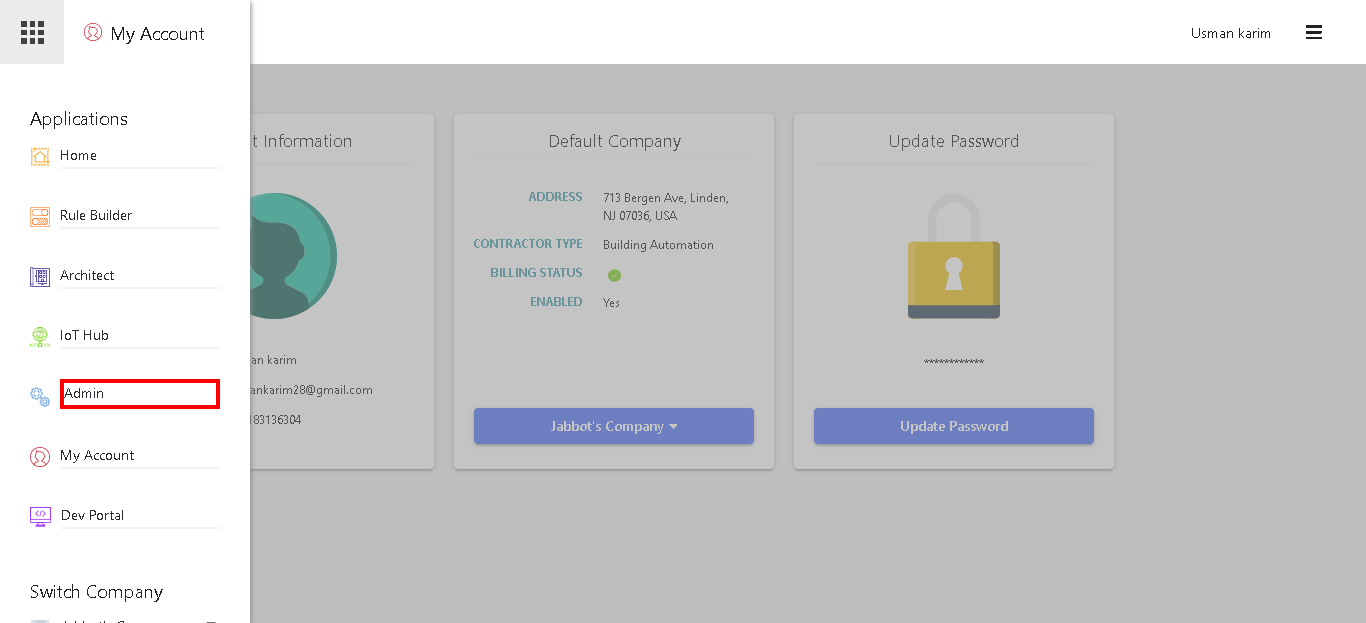 My Account
Usman karim
Applications
Home
Rule Builder
Architect
IoT Hub
Admin
My Account
Dev Portal
Switch Company
t Information
an karim
ankarim28@gmail.com
183136304
Default Company
ADDRESS 713 Bergen Ave, Linden,
NJ 07036, USA
CONTRACTOR TYPE Building Automation
BILLING STATUS
ENABLED Yes
Jabbot's Company
Update Password
************
Update Password